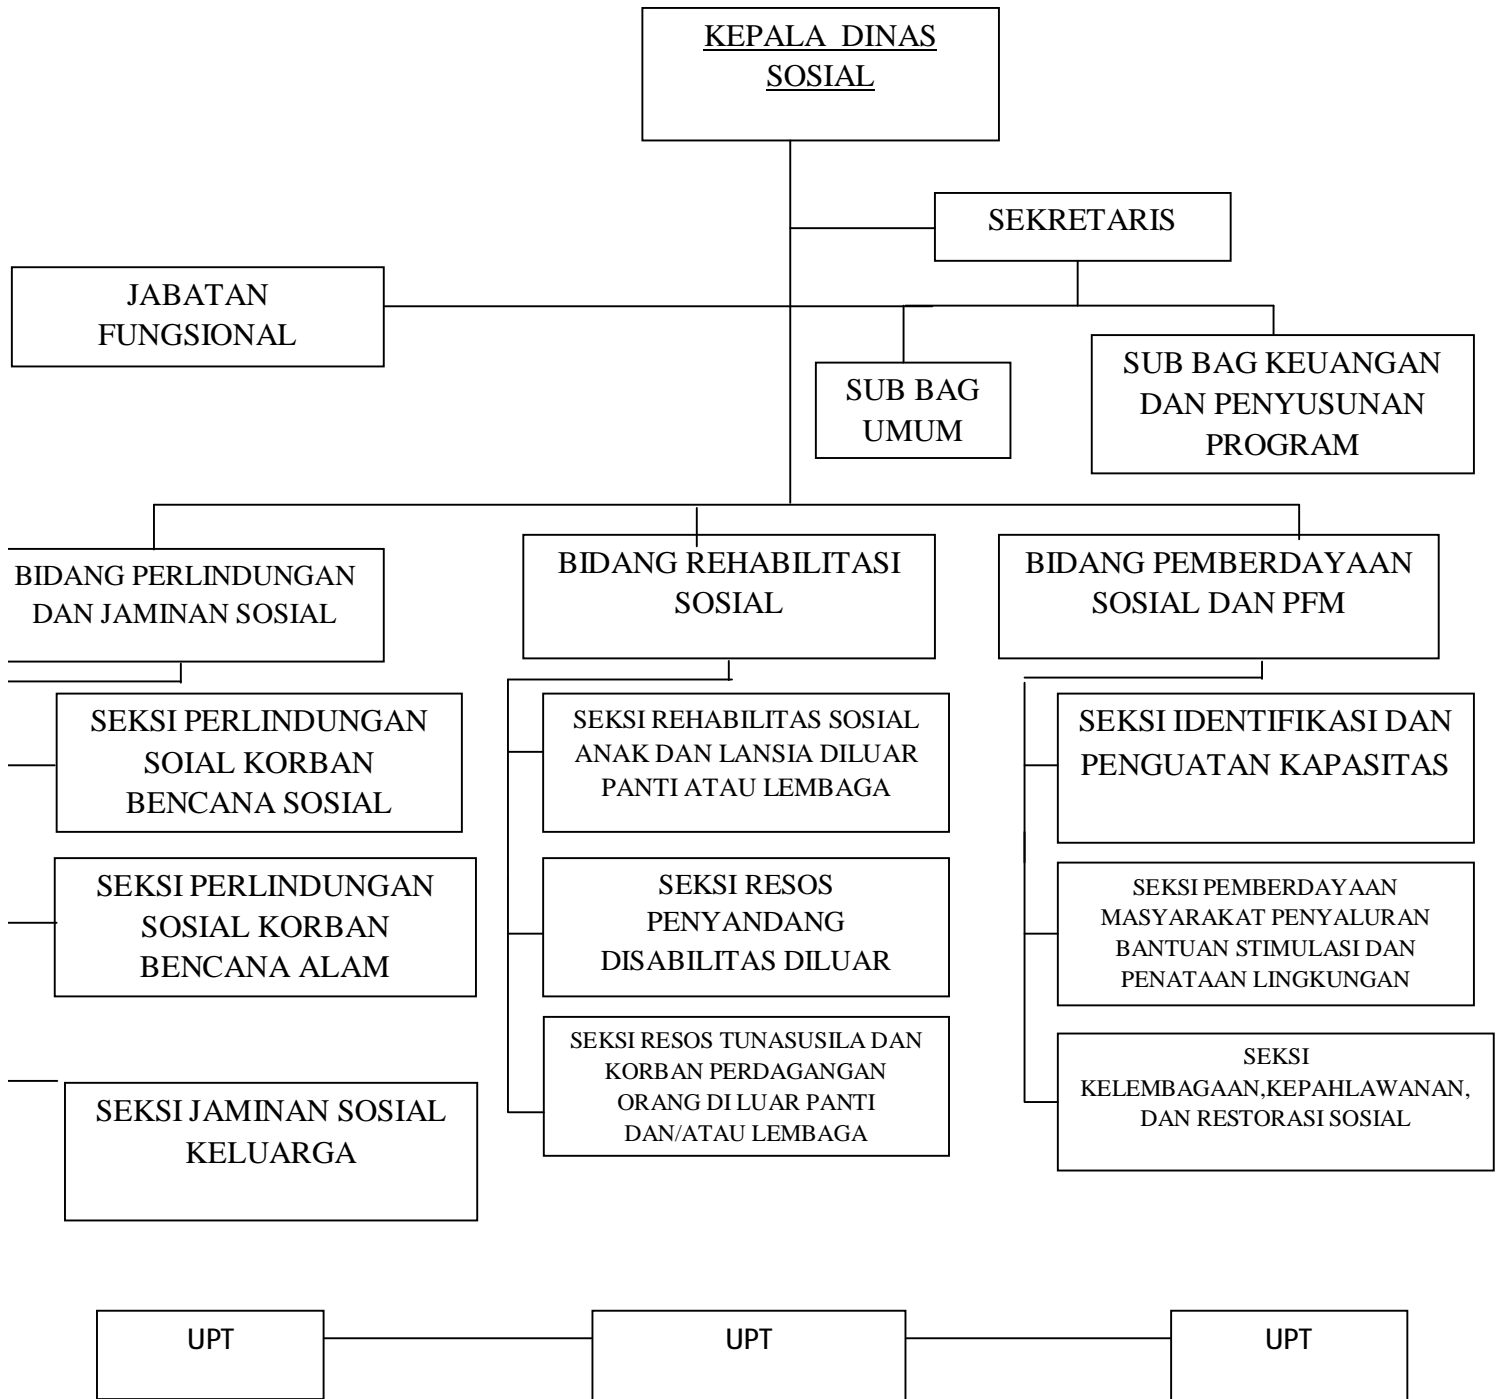 KEPALA DINAS
SOSIAL
SEKRETARIS
JABATAN
FUNGSIONAL
SUB BAG
UMUM
SUB BAG KEUANGAN
DAN PENYUSUNAN
PROGRAM
BIDANG PERLINDUNGAN
DAN JAMINAN SOSIAL
BIDANG REHABILITASI
SOSIAL
BIDANG PEMBERDAYAAN
SOSIAL DAN PFM
SEKSI PERLINDUNGAN
SOIAL KORBAN
BENCANA SOSIAL
SEKSI PERLINDUNGAN
SOSIAL KORBAN
BENCANA ALAM
SEKSI JAMINAN SOSIAL
KELUARGA
SEKSI REHABILITAS SOSIAL
ANAK DAN LANSIA DILUAR
PANTI ATAU LEMBAGA
SEKSI RESOS
PENYANDANG
DISABILITAS DILUAR
SEKSI RESOS TUNASUSILA DAN
KORBAN PERDAGANGAN
ORANG DI LUAR PANTI
DAN/ATAU LEMBAGA
SEKSI IDENTIFIKASI DAN
PENGUATAN KAPASITAS
SEKSI PEMBERDAYAAN
MASYARAKAT PENYALURAN
BANTUAN STIMULASI DAN
PENATAAN LINGKUNGAN
SEKSI
KELEMBAGAAN,KEPAHLAWANAN,
DAN RESTORASI SOSIAL
UPT
UPT
UPT